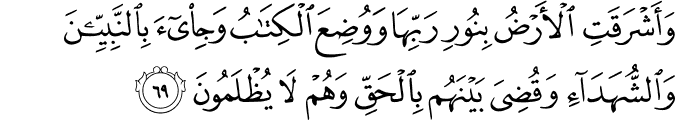 وَأَشۡرَقَتِ ٱلۡأَرۡضُ بِنُورِ رَبِّهَا وَوُضِعَ ٱلۡكِتَٰبُ وَجِاْيٓءَ بِٱلنَّبِيِّـۧنَ
وَٱلشُّهَدَآءِ وَقُضِيَ بَيۡنَهُم بِٱلۡحَقِّ وَهُمۡ لَا يُظۡلَمُونَ ٦٩